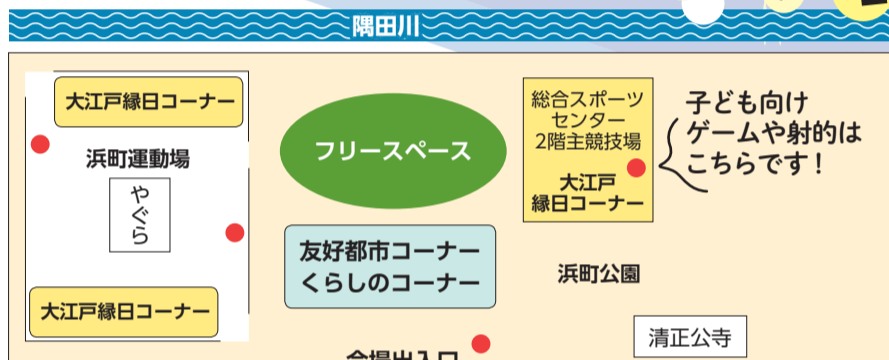 隅田川
大江戸縁日コーナー
浜町運動場
やぐら
大江戸縁日コーナー
フリースペース
友好都市コーナー
くらしのコーナー
総合スポーツ
センター
2階主競技場
大江戸
縁日コーナー
子ども向け
ゲームや射的は
こちらです!
浜町公園
清正公寺
会場出入口